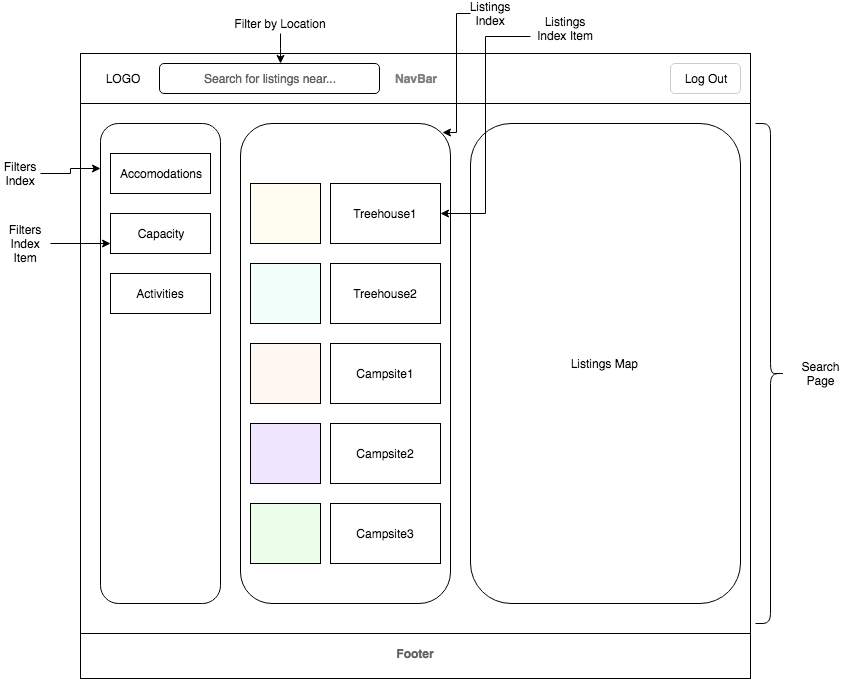 Listings
Index
Filter by Location
Listings
Index Item
LOGO
Search for listings near...
NavBar
Log Out
Filters
Index
Accomodations
Filters
Index
Item
Capacity
Activities
Treehouse1
Treehouse2
Campsite1
Campsite2
Campsite3
Listings Map
Search
Page
Footer